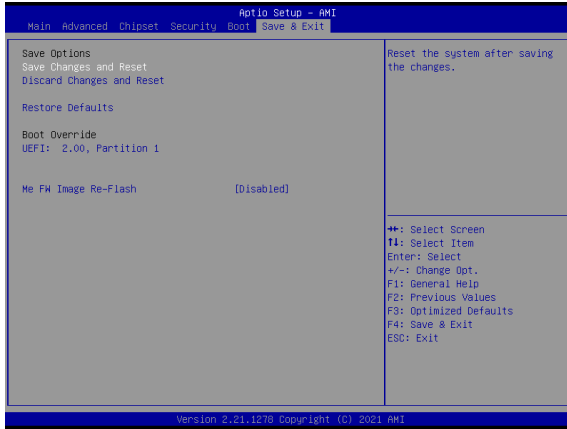 Aptio Setup - AMI
Main Advanced Chipset Security Boot Save & Exit
Save Options
Save Changes and Reset
Discard Changes and Reset
Restore Defaults
Boot Override
UEFI: 2.00, Partition 1
Me FW Image Re-Flash [Disabled]
Reset the system after saving
the changes.
→←: Select Screen
↑↓: Select Item
Enter: Select
+/-: Change Opt.
F1: General Help
F2: Previous Values
F3: Optimized Defaults
F4: Save & Exit
ESC: Exit
Version 2.21.1278 Copyright (C) 2021 AMI